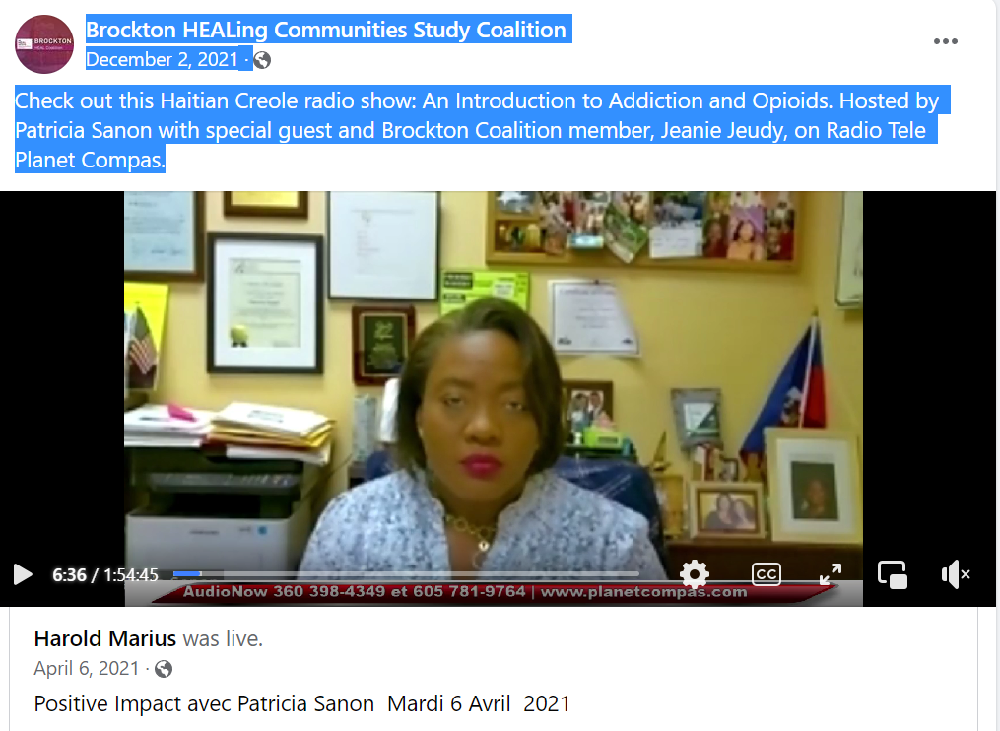 Brockton HEALing Communities Study Coalition
December 2, 2021 ·
Check out this Haitian Creole radio show: An Introduction to Addiction and Opioids. Hosted by
Patricia Sanon with special guest and Brockton Coalition member, Jeanie Jeudy, on Radio Tele
Planet Compas.
BROCKTON
6:36 / 1:54:45
CC
AudioNow 360 398-4349 et 605 781-9764 | www.planetcompas.com
Harold Marius was live.
April 6, 2021 ·
Positive Impact avec Patricia Sanon Mardi 6 Avril 2021